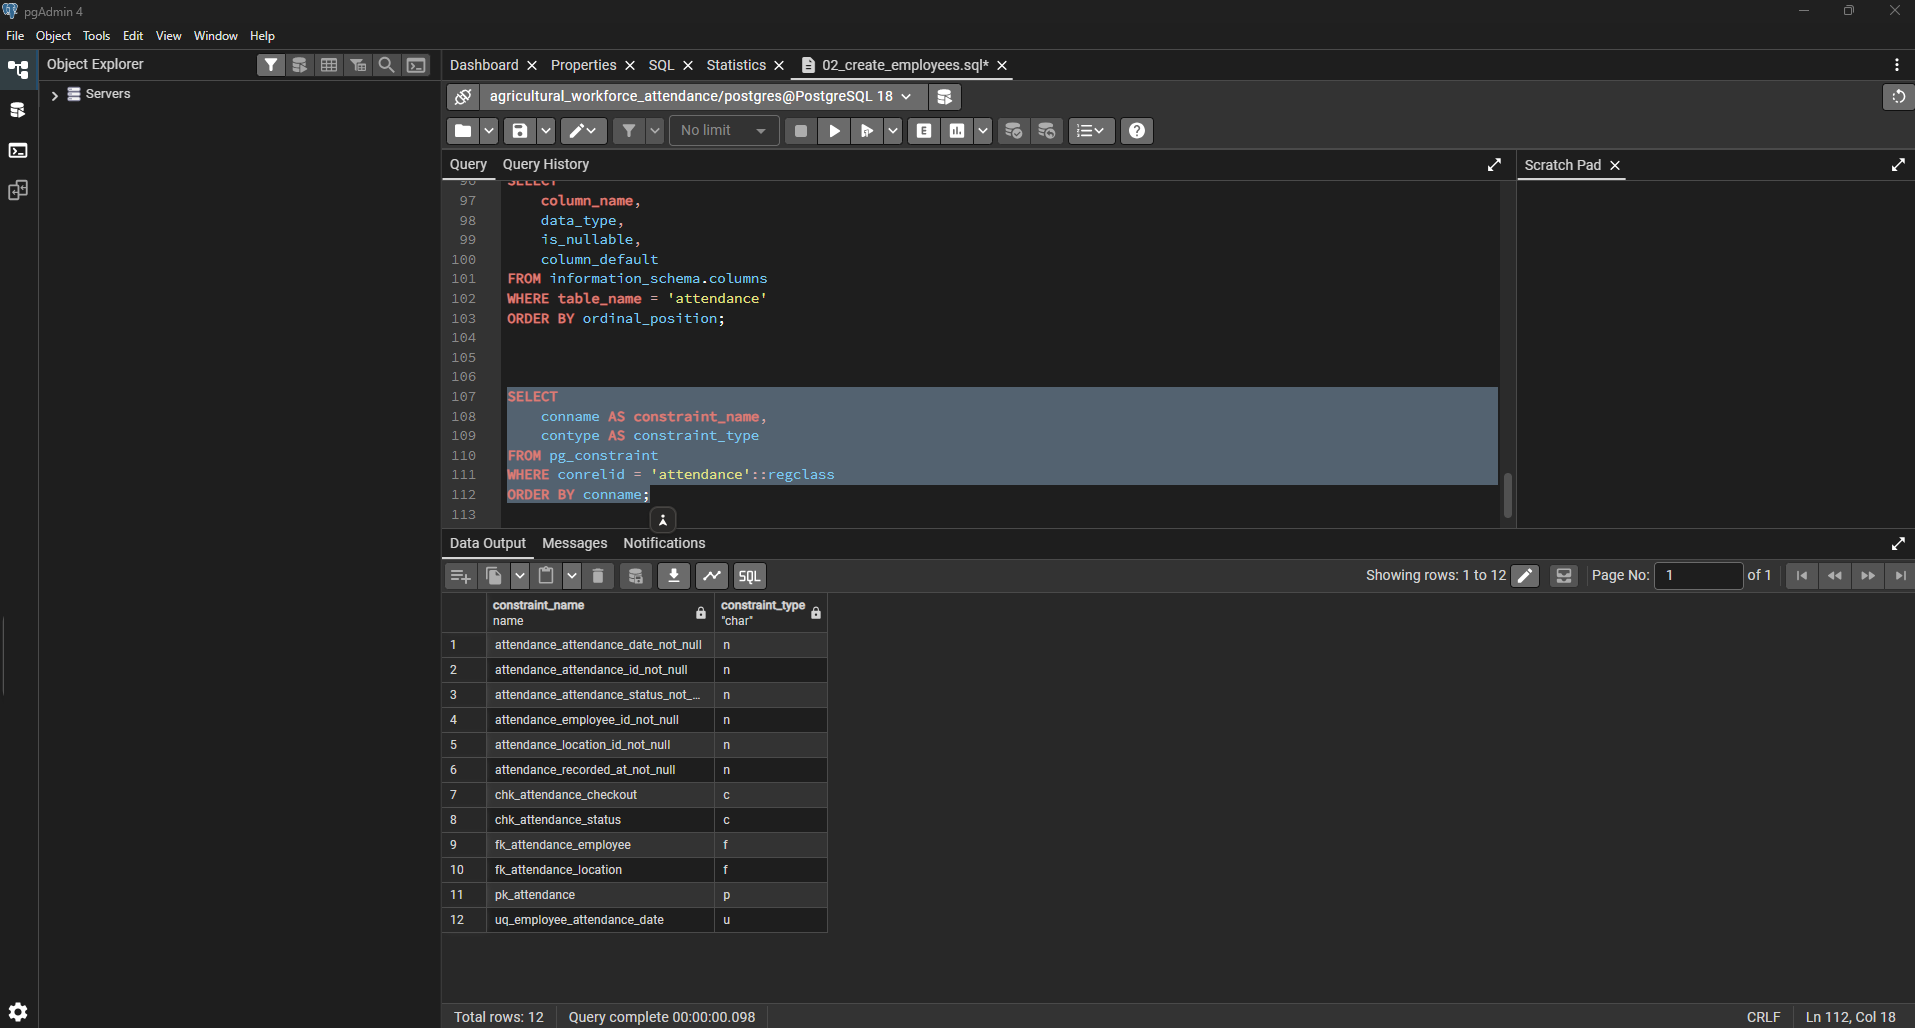 pgAdmin 4
File Object Tools Edit View Window Help
Object Explorer
Servers
Dashboard Properties SQL Statistics 02_create_employees.sql*
agricultural_workforce_attendance/postgres@PostgreSQL 18
No limit
E
Query Query History
Scratch Pad
96 SELECT
97 column_name,
98 data_type,
99 is_nullable,
100 column_default
101 FROM information_schema.columns
102 WHERE table_name = 'attendance'
103 ORDER BY ordinal_position;
104
105
106
107 SELECT
108 conname AS constraint_name,
109 contype AS constraint_type
110 FROM pg_constraint
111 WHERE conrelid = 'attendance'::regclass
112 ORDER BY conname;
113
Data Output Messages Notifications
SQL
Showing rows: 1 to 12
Page No: 1 of 1
constraint_name constraint_type
name "char"
1 attendance_attendance_date_not_null n
2 attendance_attendance_id_not_null n
3 attendance_attendance_status_not_... n
4 attendance_employee_id_not_null n
5 attendance_location_id_not_null n
6 attendance_recorded_at_not_null n
7 chk_attendance_checkout c
8 chk_attendance_status c
9 fk_attendance_employee f
10 fk_attendance_location f
11 pk_attendance p
12 uq_employee_attendance_date u
Total rows: 12 Query complete 00:00:00.098
CRLF Ln 112, Col 18